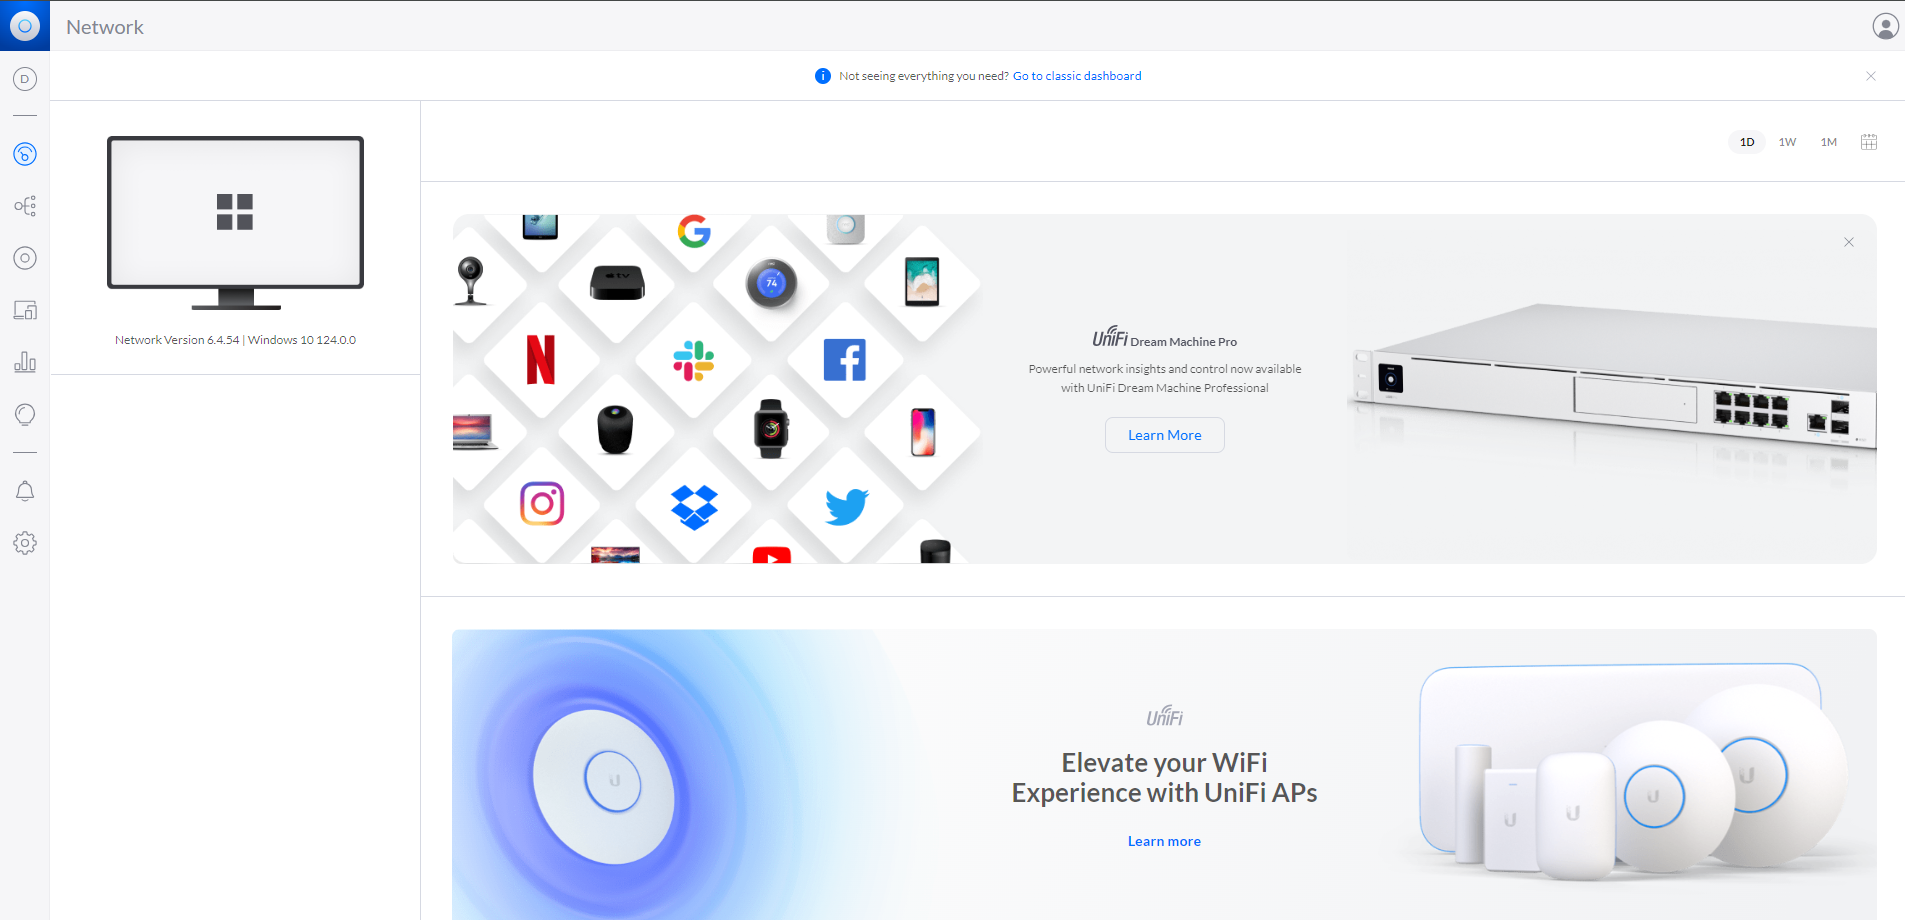 Network
D
Not seeing everything you need? Go to classic dashboard
1D 1W 1M
Network Version 6.4.54 | Windows 10 124.0.0
tv
74
UniFi Dream Machine Pro
Powerful network insights and control now available
with UniFi Dream Machine Professional
Learn More
UniFi
Elevate your WiFi
Experience with UniFi APs
Learn more